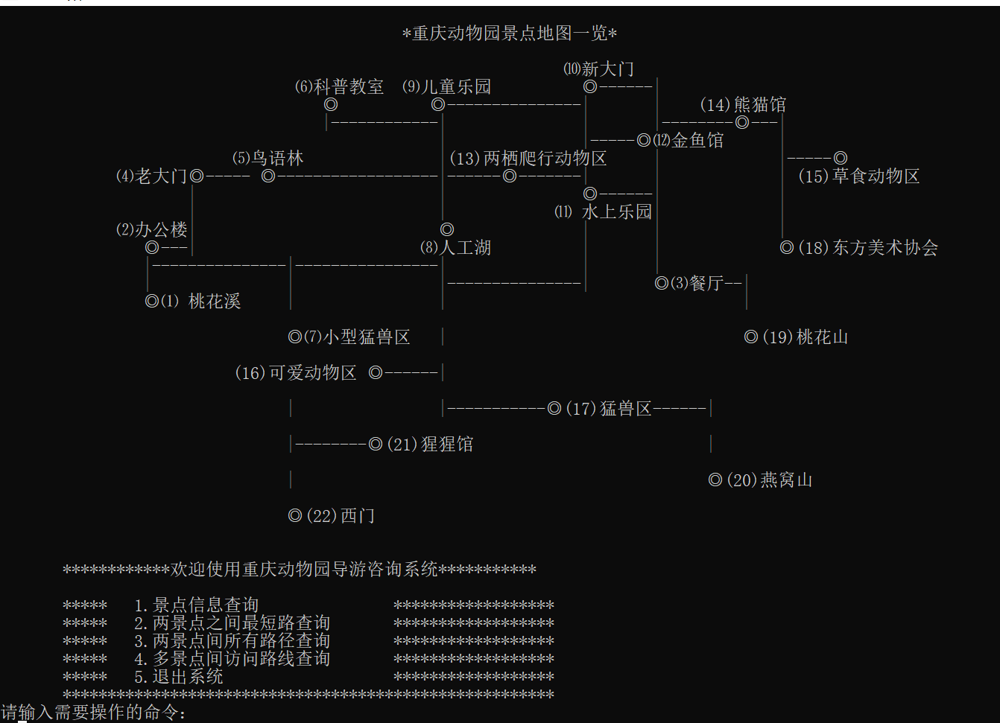 *重庆动物园景点地图一览*
⑽新大门
⑹科普教室 ⑼儿童乐园
◎------
◎ ◎---------------
(14)熊猫馆
|------------ --------◎---
-----◎⑿金鱼馆
⑸鸟语林 (13)两栖爬行动物区 -----◎
⑷老大门◎----- ◎------------------ ------◎------- (15)草食动物区
◎------
⑾ 水上乐园
⑵办公楼 ◎
◎--- ⑻人工湖 ◎(18)东方美术协会
|---------------|----------------
--------------- ◎⑶餐厅--
◎⑴ 桃花溪
◎⑺小型猛兽区 | ◎(19)桃花山
(16)可爱动物区 ◎------|
| |-----------◎(17)猛兽区------|
|--------◎(21)猩猩馆 |
| ◎(20)燕窝山
◎(22)西门
************欢迎使用重庆动物园导游咨询系统***********
***** 1.景点信息查询 ******************
***** 2.两景点之间最短路查询 ******************
***** 3.两景点间所有路径查询 ******************
***** 4.多景点间访问路线查询 ******************
***** 5.退出系统 ******************
*******************************************************
请输入需要操作的命令: